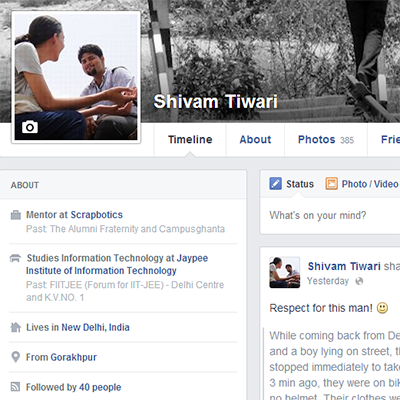 Shivam Tiwari
Timeline About Photos 385 Frie
ABOUT
Mentor at Scrapbotics
Past: The Alumni Fraternity and Campusghanta
Studies Information Technology at Jaypee
Institute of Information Technology
Past: FIITJEE (Forum for IIT-JEE) - Delhi Centre
and K.V.NO. 1
Lives in New Delhi, India
From Gorakhpur
Followed by 40 people
Status Photo / Video
What's on your mind?
Shivam Tiwari sha
Yesterday
Respect for this man!
While coming back from De
and a boy lying on street, th
stopped immediately to take
3 min ago, they were on bik
no helmet. Their clothes we